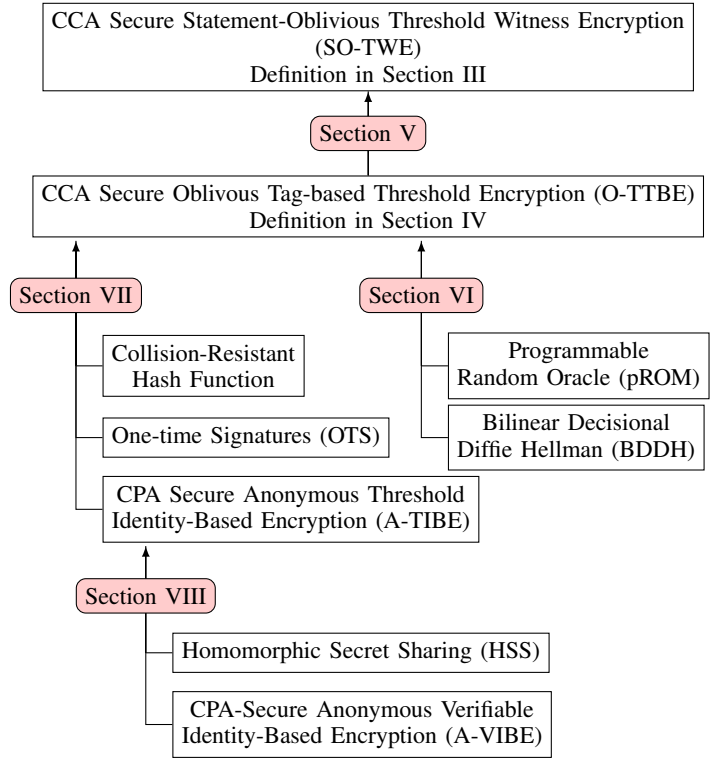 CCA Secure Statement-Oblivious Threshold Witness Encryption
(SO-TWE)
Definition in Section III
Section V
CCA Secure Oblivous Tag-based Threshold Encryption (O-TTBE)
Definition in Section IV
Section VII
Section VI
Collision-Resistant
Hash Function
Programmable
Random Oracle (pROM)
One-time Signatures (OTS)
Bilinear Decisional
Diffie Hellman (BDDH)
CPA Secure Anonymous Threshold
Identity-Based Encryption (A-TIBE)
Section VIII
Homomorphic Secret Sharing (HSS)
CPA-Secure Anonymous Verifiable
Identity-Based Encryption (A-VIBE)